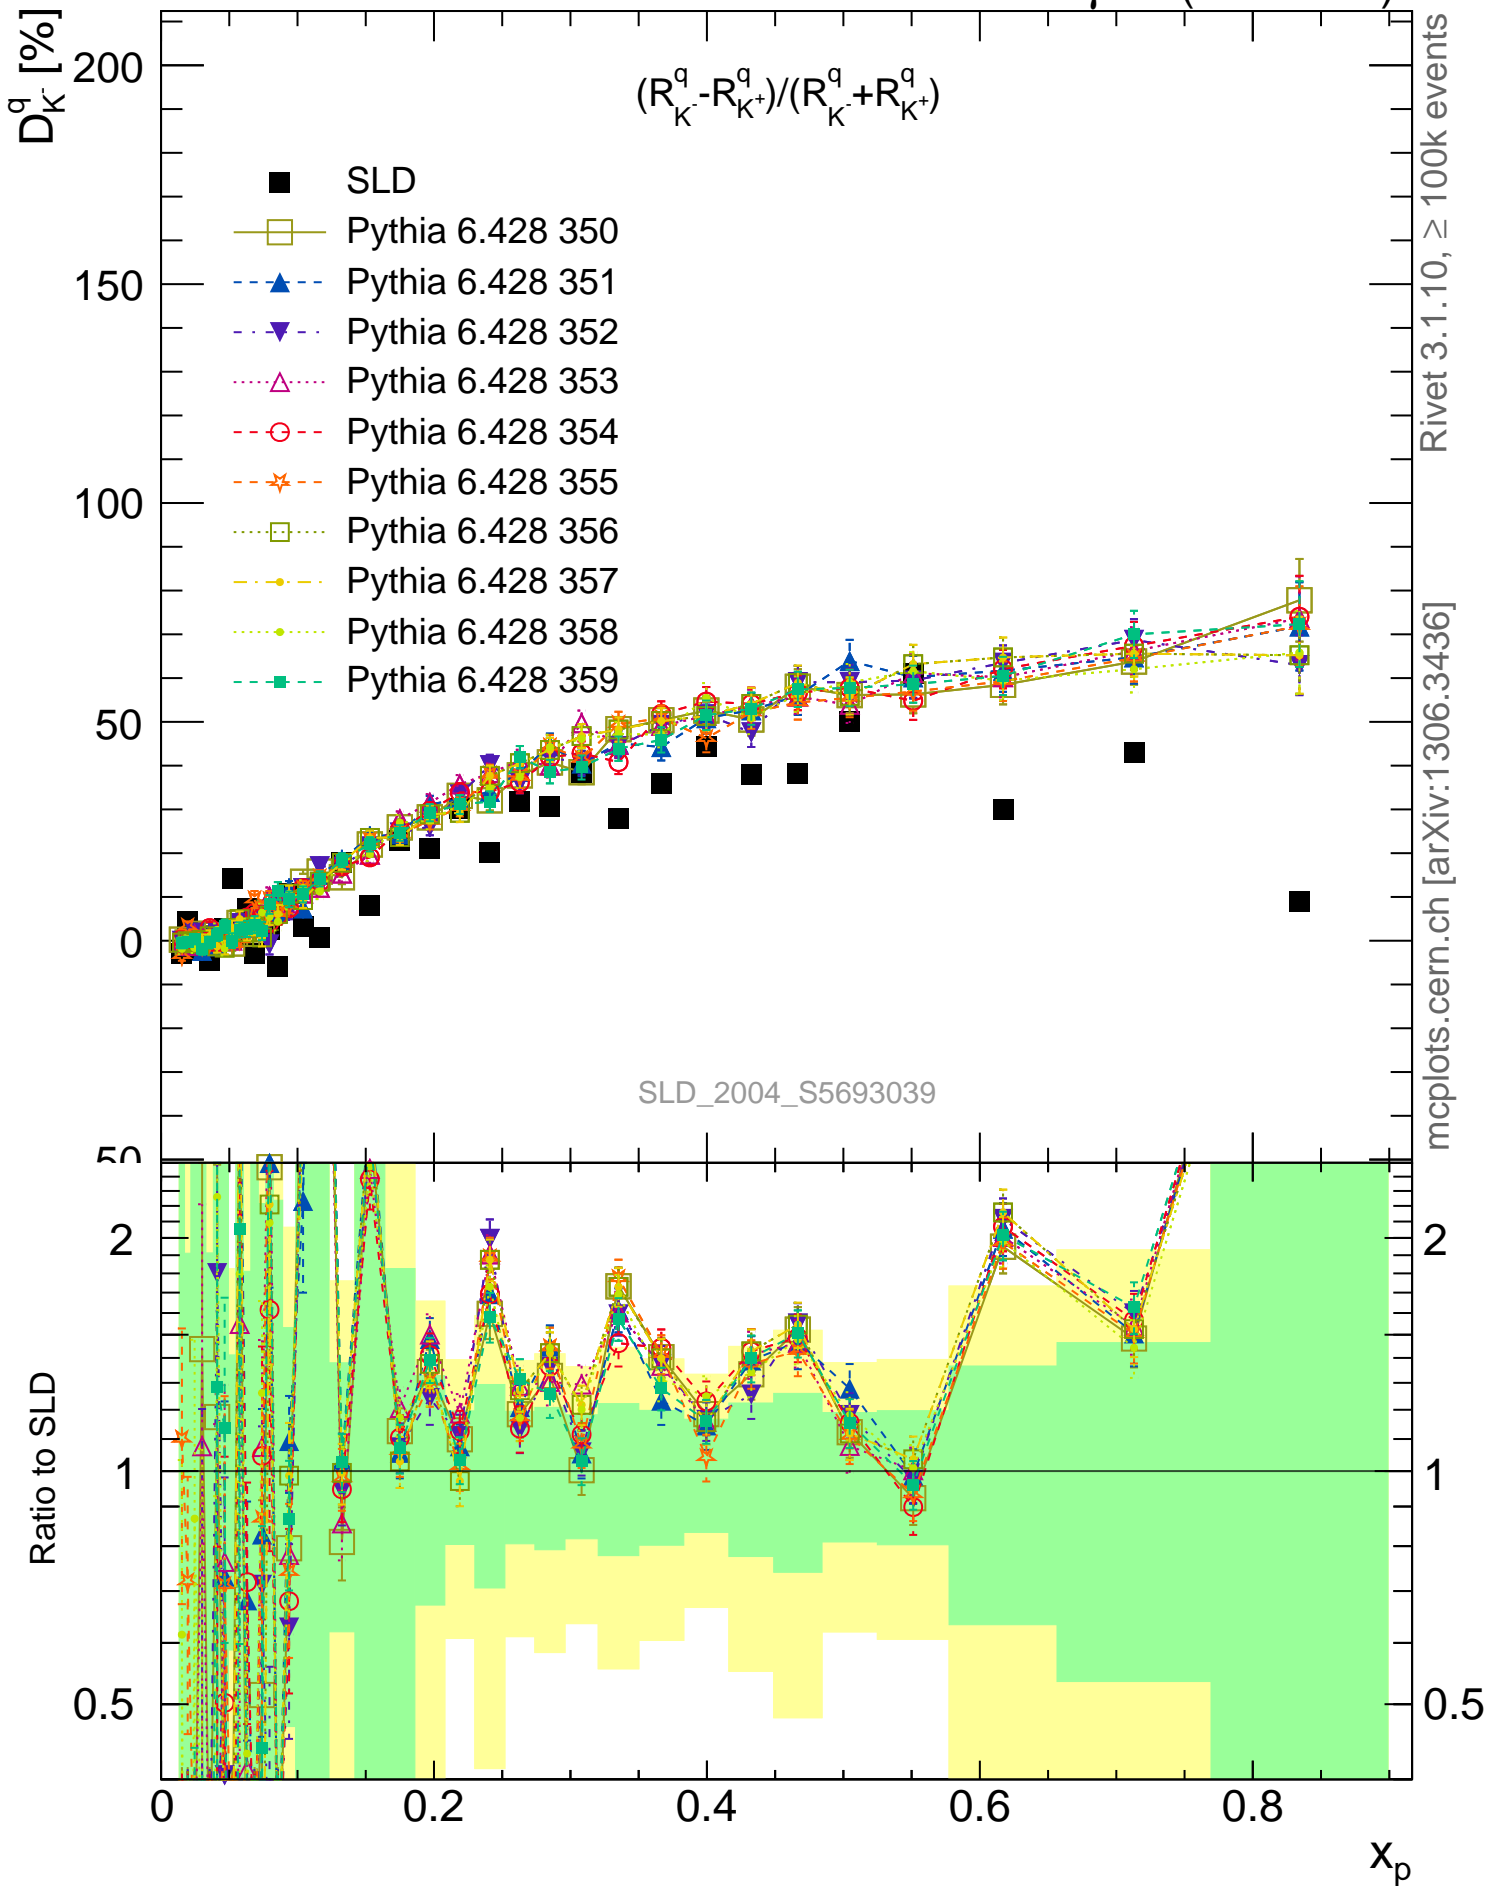 D^q_K- [%]
(R^q_K- - R^q_K+)/(R^q_K- + R^q_K+)
200
150
100
50
0
50
SLD
Pythia 6.428 350
Pythia 6.428 351
Pythia 6.428 352
Pythia 6.428 353
Pythia 6.428 354
Pythia 6.428 355
Pythia 6.428 356
Pythia 6.428 357
Pythia 6.428 358
Pythia 6.428 359
SLD_2004_S5693039
Rivet 3.1.10, ≥ 100k events
mcplots.cern.ch [arXiv:1306.3436]
Ratio to SLD
2
1
0.5
2
1
0.5
0
0.2
0.4
0.6
0.8
x_p